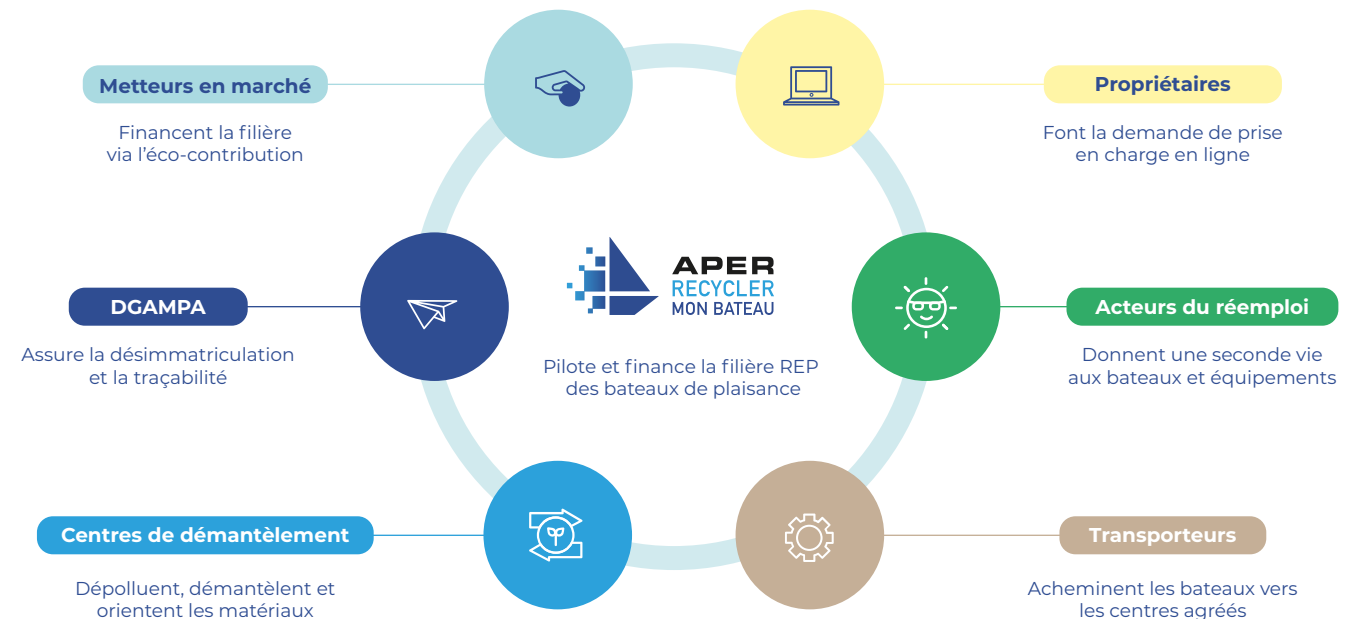 Metteurs en marché
Financent la filière
via l’éco-contribution
Propriétaires
Font la demande de prise
en charge en ligne
DGAMPA
Assure la désimmatriculation
et la traçabilité
APER
RECYCLER
MON BATEAU
Pilote et finance la filière REP
des bateaux de plaisance
Acteurs du réemploi
Donnent une seconde vie
aux bateaux et équipements
Centres de démantèlement
Dépolluent, démantèlent et
orientent les matériaux
Transporteurs
Acheminent les bateaux vers
les centres agréés